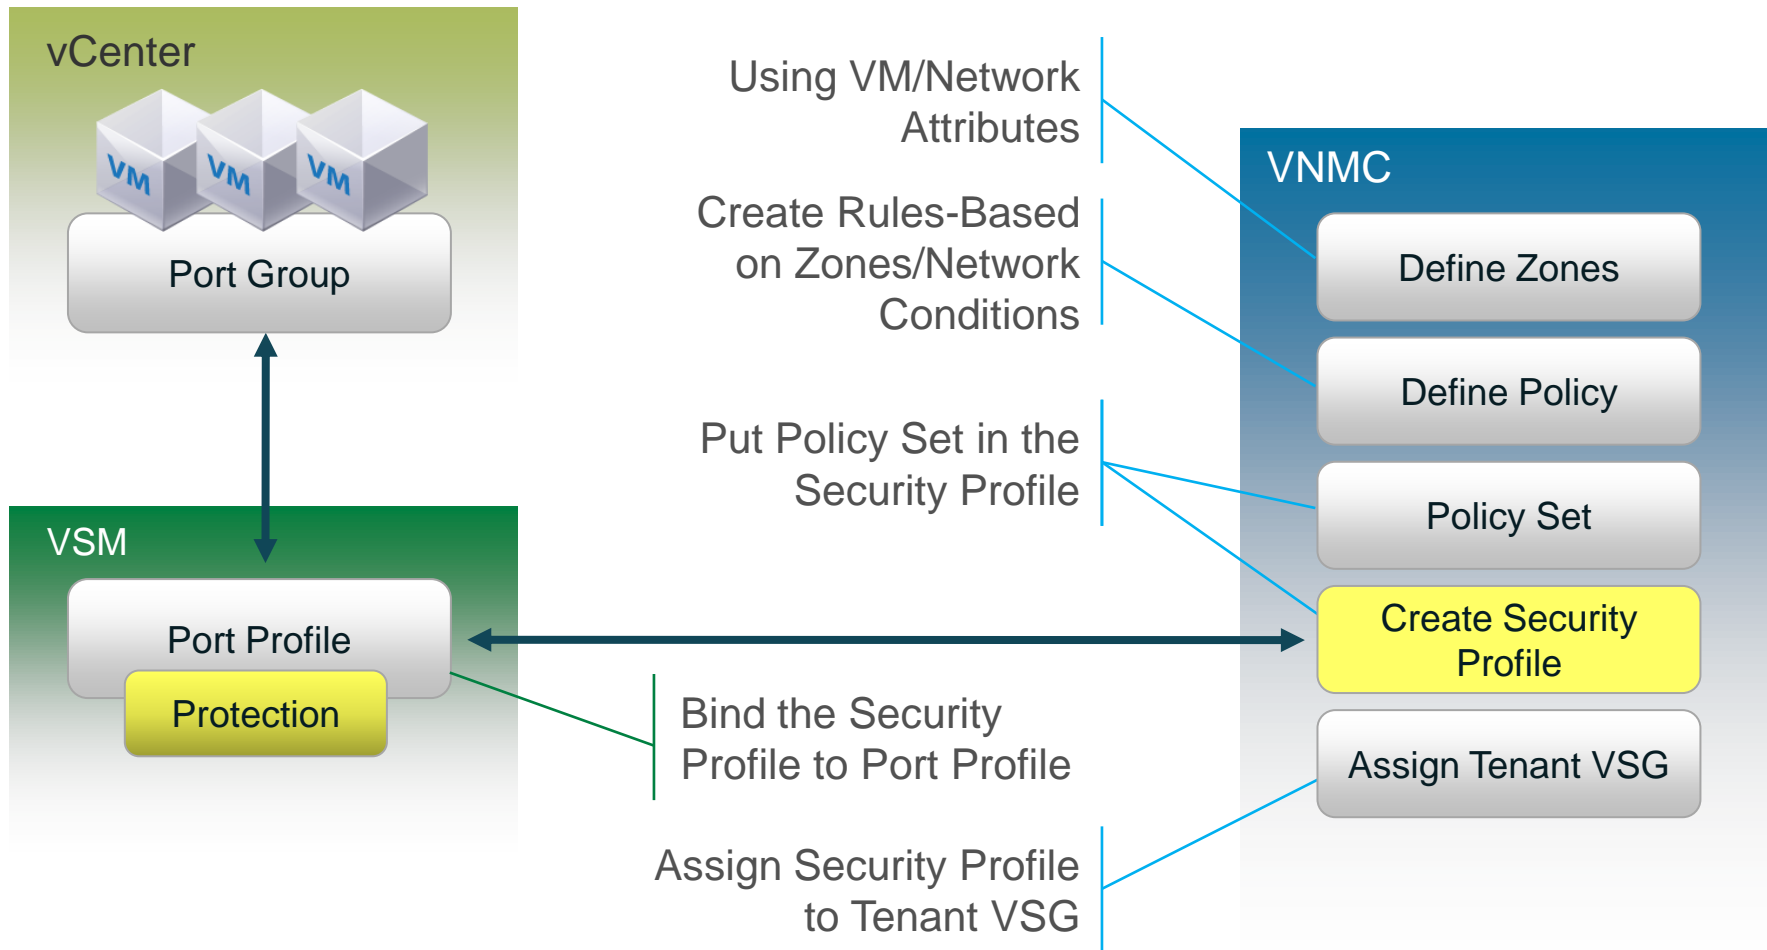 vCenter
VM VM VM
Port Group
VSM
Port Profile
Protection
Using VM/Network
Attributes
Create Rules-Based
on Zones/Network
Conditions
Put Policy Set in the
Security Profile
Bind the Security
Profile to Port Profile
Assign Security Profile
to Tenant VSG
VNMC
Define Zones
Define Policy
Policy Set
Create Security
Profile
Assign Tenant VSG